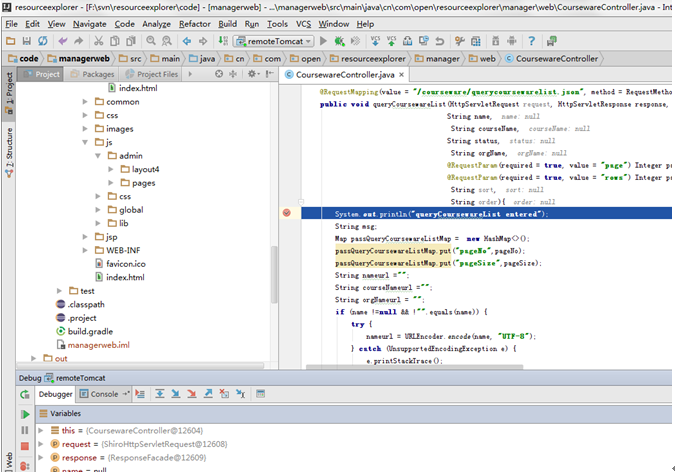 resourceexplorer - [F:\svn\resourceexplorer\code] - [managerweb] - ...\managerweb\src\main\java\cn\com\open\resourceexplorer\manager\web\CoursewareController.java - Int
File Edit View Navigate Code Analyze Refactor Build Run Tools VCS Window Help
remoteTomcat
VCS VCS
code managerweb src main java cn com open resourceexplorer manager web CoursewareController
1: Project
7: Structure
Project Packages Project Files
CoursewareController.java
index.html
common
css
images
js
admin
layout4
pages
css
global
lib
jsp
WEB-INF
favicon.ico
index.html
test
.classpath
.project
build.gradle
managerweb.iml
out
@RequestMapping(value = "/courseware/querycoursewarelist.json", method = RequestMetho
public void queryCoursewareList(HttpServletRequest request, HttpServletResponse response,
String name, name: null
String courseName, courseName: null
String status, status: null
String orgName, orgName: null
@RequestParam(required = true, value = "page") Integer p
@RequestParam(required = true, value = "rows") Integer p
String sort, sort: null
String order){ order: null
System.out.println("queryCoursewareList entered");
String msg;
Map passQueryCoursewareListMap = new HashMap<>();
passQueryCoursewareListMap.put("pageNo",pageNo);
passQueryCoursewareListMap.put("pageSize",pageSize);
String nameurl ="";
String courseNameurl ="";
String orgNameurl = "";
if (name !=null && !"".equals(name)) {
try {
nameurl = URLEncoder.encode(name, "UTF-8");
} catch (UnsupportedEncodingException e) {
e.printStackTrace();
Debug remoteTomcat
Debugger Console
Variables
this = {CoursewareController@12604}
request = {ShiroHttpServletRequest@12608}
response = {ResponseFacade@12609}
name = null
Web